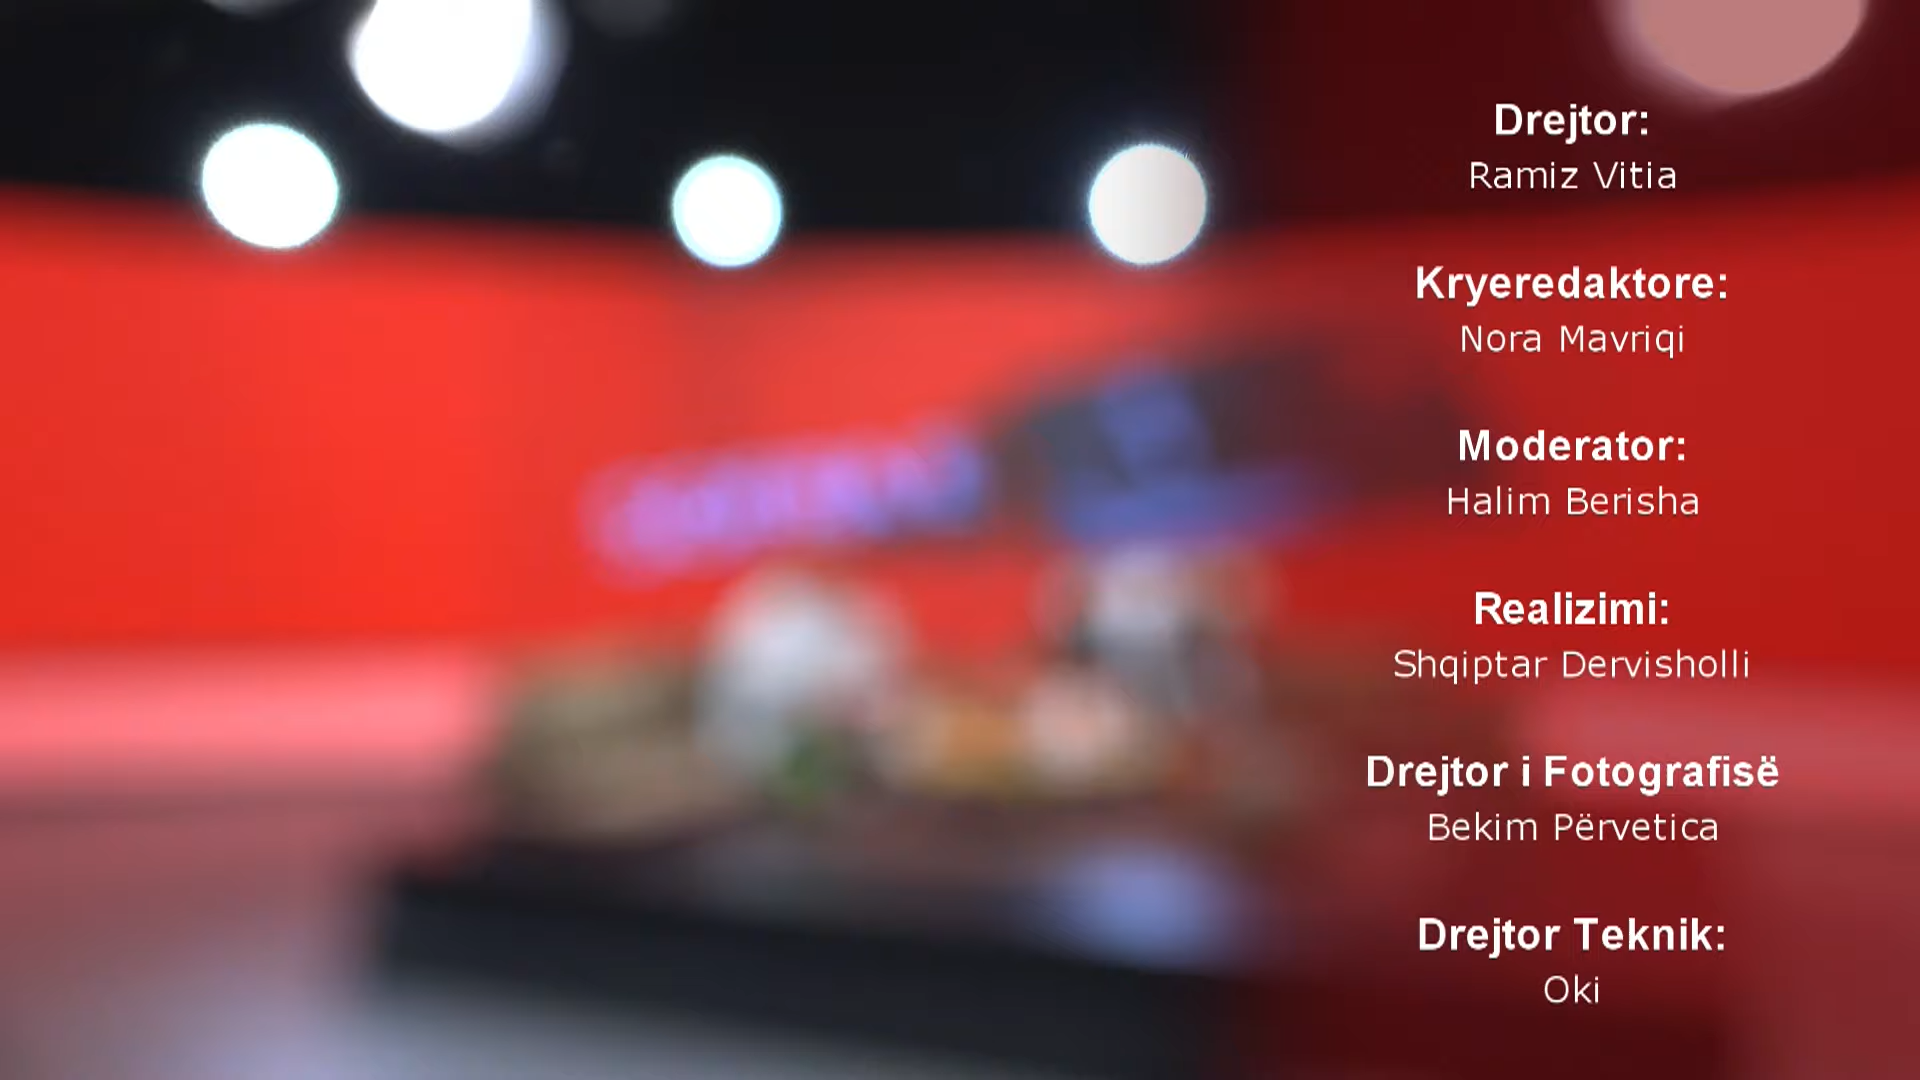 Drejtor:
Ramiz Vitia
Kryeredaktore:
Nora Mavriqi
Moderator:
Halim Berisha
Realizimi:
Shqiptar Dervisholli
Drejtor i Fotografisë
Bekim Përvetica
Drejtor Teknik:
Oki